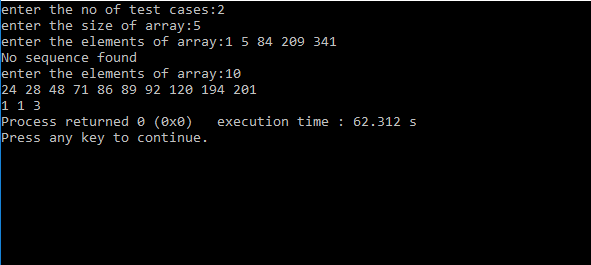 enter the no of test cases:2
enter the size of array:5
enter the elements of array:1 5 84 209 341
No sequence found
enter the elements of array:10
24 28 48 71 86 89 92 120 194 201
1 1 3
Process returned 0 (0x0)   execution time : 62.312 s
Press any key to continue.